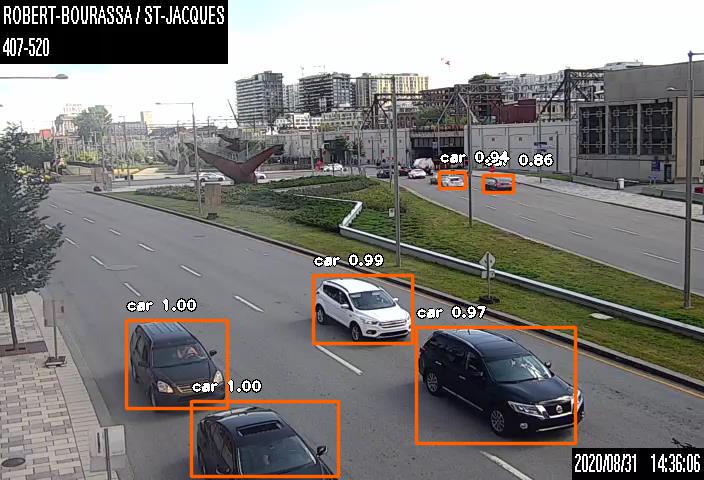 ROBERT-BOURASSA / ST-JACQUES
407-520
car 0.94
0.86
car 0.99
car 0.97
car 1.00
car 1.00
2020/08/31 14:36:06